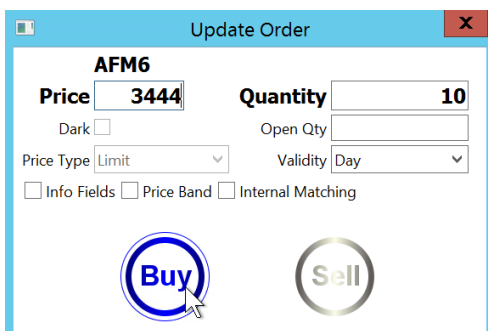 Update Order
X
AFM6
Price 3444 Quantity 10
Dark Open Qty
Price Type Limit Validity Day
Info Fields Price Band Internal Matching
Buy Sell